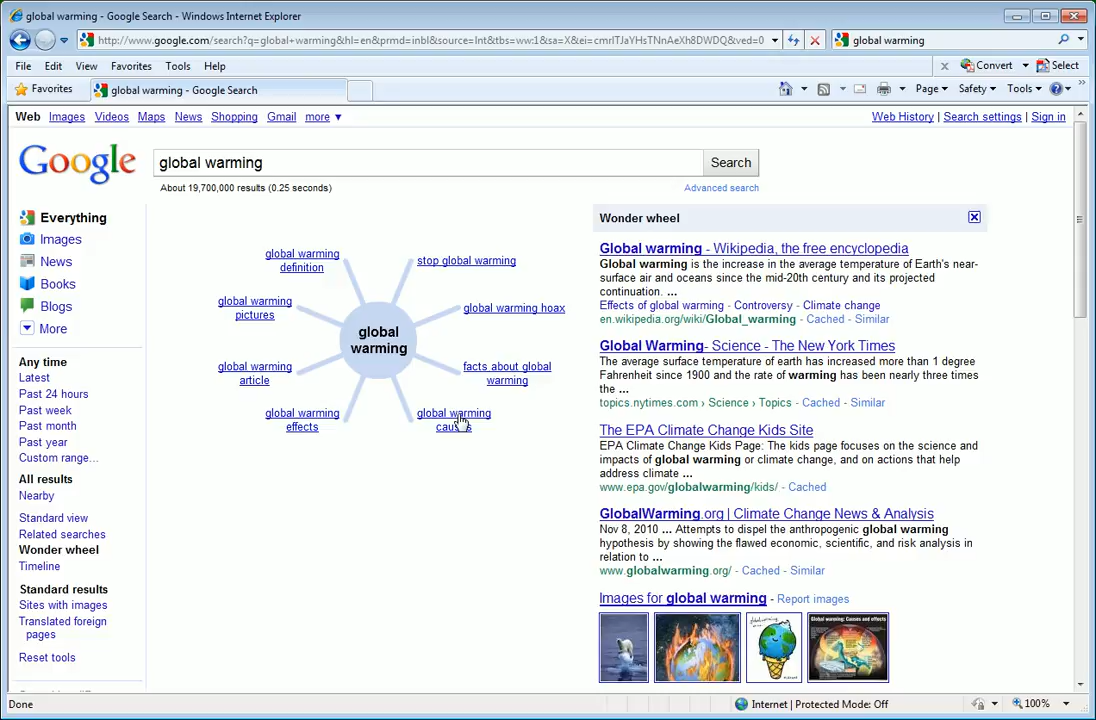 global warming - Google Search - Windows Internet Explorer
http://www.google.com/search?q=global+warming&hl=en&prmd=inbl&source=lnt&tbs=ww:1&sa=X&ei=cmrITJaYHsTNnAeXh8DWDQ&ved=0
global warming
File Edit View Favorites Tools Help
Convert Select
Favorites
global warming - Google Search
Page Safety Tools
Web Images Videos Maps News Shopping Gmail more
Web History | Search settings | Sign in
Google
global warming
Search
About 19,700,000 results (0.25 seconds)
Advanced search
Everything
Images
News
Books
Blogs
More
Any time
Latest
Past 24 hours
Past week
Past month
Past year
Custom range...
All results
Nearby
Standard view
Related searches
Wonder wheel
Timeline
Standard results
Sites with images
Translated foreign
pages
Reset tools
global warming
definition
stop global warming
global warming
pictures
global warming hoax
global
warming
global warming
article
facts about global
warming
global warming
effects
global warming
causes
Wonder wheel
Global warming - Wikipedia, the free encyclopedia
Global warming is the increase in the average temperature of Earth's near-
surface air and oceans since the mid-20th century and its projected
continuation. ...
Effects of global warming - Controversy - Climate change
en.wikipedia.org/wiki/Global_warming - Cached - Similar
Global Warming- Science - The New York Times
The average surface temperature of earth has increased more than 1 degree
Fahrenheit since 1900 and the rate of warming has been nearly three times
the ...
topics.nytimes.com › Science › Topics - Cached - Similar
The EPA Climate Change Kids Site
EPA Climate Change Kids Page: The kids page focuses on the science and
impacts of global warming or climate change, and on actions that help
address climate ...
www.epa.gov/globalwarming/kids/ - Cached
GlobalWarming.org | Climate Change News & Analysis
Nov 8, 2010 ... Attempts to dispel the anthropogenic global warming
hypothesis by showing the flawed economic, scientific, and risk analysis in
relation to ...
www.globalwarming.org/ - Cached - Similar
Images for global warming - Report images
Global warming: Causes and effects
Done
Internet | Protected Mode: Off
100%